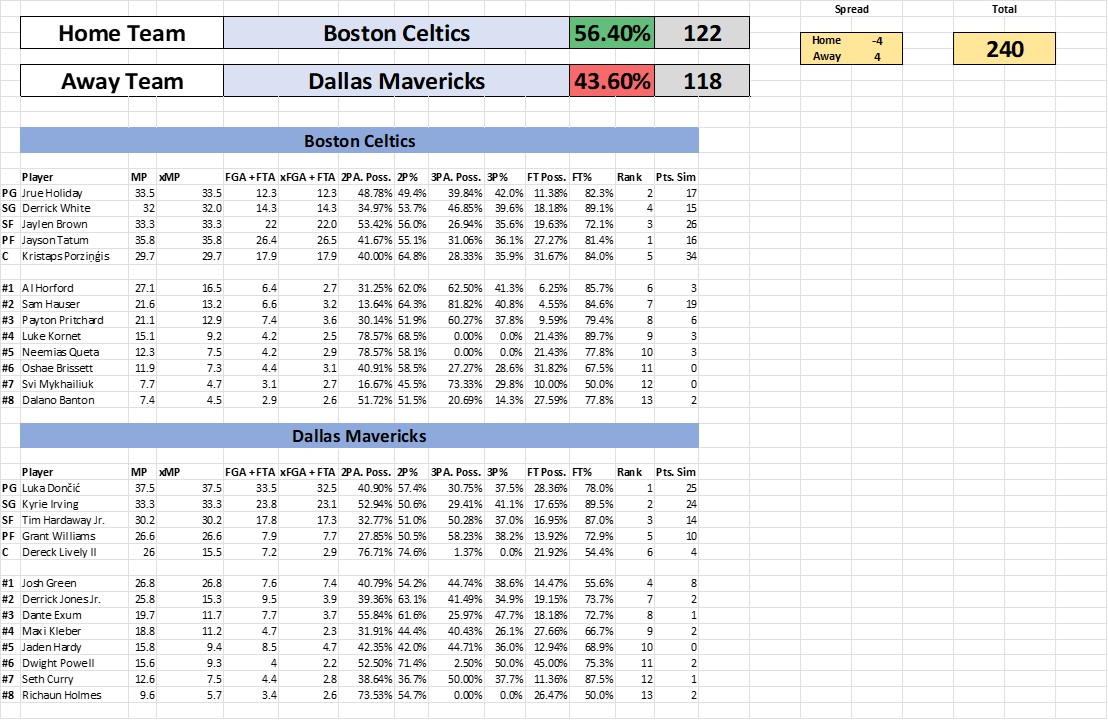 Spread Total
Home Team Boston Celtics 56.40% 122
Home -4
240
Away 4
Away Team Dallas Mavericks 43.60% 118
Boston Celtics
Player MP xMP FGA +FTA xFGA + FTA 2PA. Poss. 2P% 3PA. Poss. 3P% FT Poss. FT% Rank Pts. Sim
PG Jrue Holiday 33.5 33.5 12.3 12.3 48.78% 49.4% 39.84% 42.0% 11.38% 82.3% 2 17
SG Derrick White 32 32.0 14.3 14.3 34.97% 53.7% 46.85% 39.6% 18.18% 89.1% 4 15
SF Jaylen Brown 33.3 33.3 22 22.0 53.42% 56.0% 26.94% 35.6% 19.63% 72.1% 3 26
PF Jayson Tatum 35.8 35.8 26.4 26.5 41.67% 55.1% 31.06% 36.1% 27.27% 81.4% 1 16
C Kristaps Porziņģis 29.7 29.7 17.9 17.9 40.00% 64.8% 28.33% 35.9% 31.67% 84.0% 5 34
#1 Al Horford 27.1 16.5 6.4 2.7 31.25% 62.0% 62.50% 41.3% 6.25% 85.7% 6 3
#2 Sam Hauser 21.6 13.2 6.6 3.2 13.64% 64.3% 81.82% 40.8% 4.55% 84.6% 7 19
#3 Payton Pritchard 21.1 12.9 7.4 3.6 30.14% 51.9% 60.27% 37.8% 9.59% 79.4% 8 6
#4 Luke Kornet 15.1 9.2 4.2 2.5 78.57% 68.5% 0.00% 0.0% 21.43% 89.7% 9 3
#5 Neemias Queta 12.3 7.5 4.2 2.9 78.57% 58.1% 0.00% 0.0% 21.43% 77.8% 10 3
#6 Oshae Brissett 11.9 7.3 4.4 3.1 40.91% 58.5% 27.27% 28.6% 31.82% 67.5% 11 0
#7 Svi Mykhailiuk 7.7 4.7 3.1 2.7 16.67% 45.5% 73.33% 29.8% 10.00% 50.0% 12 0
#8 Dalano Banton 7.4 4.5 2.9 2.6 51.72% 51.5% 20.69% 14.3% 27.59% 77.8% 13 2
Dallas Mavericks
Player MP xMP FGA +FTA xFGA + FTA 2PA. Poss. 2P% 3PA. Poss. 3P% FT Poss. FT% Rank Pts. Sim
PG Luka Dončić 37.5 37.5 33.5 32.5 40.90% 57.4% 30.75% 37.5% 28.36% 78.0% 1 25
SG Kyrie Irving 33.3 33.3 23.8 23.1 52.94% 50.6% 29.41% 41.1% 17.65% 89.5% 2 24
SF Tim Hardaway Jr. 30.2 30.2 17.8 17.3 32.77% 51.0% 50.28% 37.0% 16.95% 87.0% 3 14
PF Grant Williams 26.6 26.6 7.9 7.7 27.85% 50.5% 58.23% 38.2% 13.92% 72.9% 5 10
C Dereck Lively II 26 15.5 7.2 2.9 76.71% 74.6% 1.37% 0.0% 21.92% 54.4% 6 4
#1 Josh Green 26.8 26.8 7.6 7.4 40.79% 54.2% 44.74% 38.6% 14.47% 55.6% 4 8
#2 Derrick Jones Jr. 25.8 15.3 9.5 3.9 39.36% 63.1% 41.49% 34.9% 19.15% 73.7% 7 2
#3 Dante Exum 19.7 11.7 7.7 3.7 55.84% 61.6% 25.97% 47.7% 18.18% 72.7% 8 1
#4 Maxi Kleber 18.8 11.2 4.7 2.3 31.91% 44.4% 40.43% 26.1% 27.66% 66.7% 9 2
#5 Jaden Hardy 15.8 9.4 8.5 4.7 42.35% 42.0% 44.71% 36.0% 12.94% 68.9% 10 0
#6 Dwight Powell 15.6 9.3 4 2.2 52.50% 71.4% 2.50% 50.0% 45.00% 75.3% 11 2
#7 Seth Curry 12.6 7.5 4.4 2.8 38.64% 36.7% 50.00% 37.7% 11.36% 87.5% 12 1
#8 Richaun Holmes 9.6 5.7 3.4 2.6 73.53% 54.7% 0.00% 0.0% 26.47% 50.0% 13 2